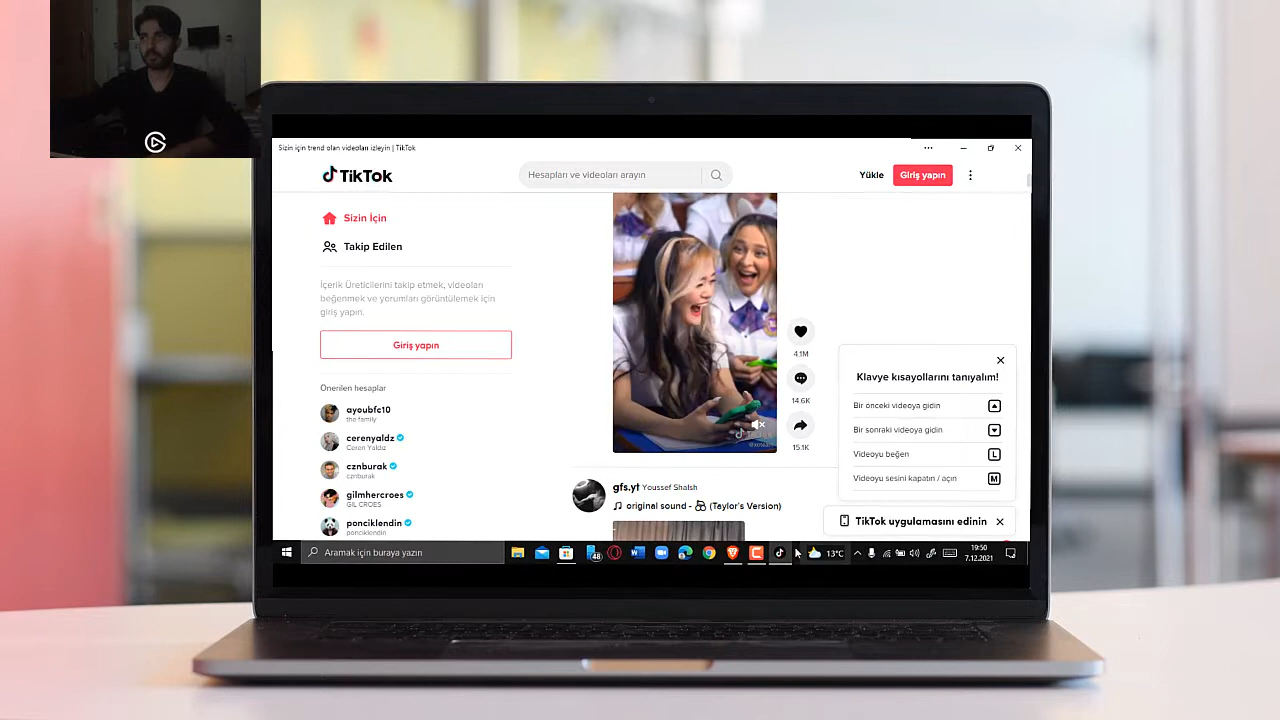 Sizin için trend olan videoları izleyin | TikTok
TikTok
Hesapları ve videoları arayın
Yükle
Giriş yapın
Sizin İçin
Takip Edilen
İçerik Üreticilerini takip etmek, videoları
beğenmek ve yorumları görüntülemek için
giriş yapın.
Giriş yapın
Önerilen hesaplar
ayoubfc10
the family
cerenyaldz
Ceren Yaldız
cznburak
cznburak
gilmhercroes
GIL CROES
ponciklendin
ponciklendin
4.1M
14.6K
15.1K
TikTok
gfs.yt Youssef Shalsh
original sound - (Taylor's Version)
Klavye kısayollarını tanıyalım!
Bir önceki videoya gidin
Bir sonraki videoya gidin
Videoyu beğen L
Videoyu sesini kapatın / açın M
TikTok uygulamasını edinin
Aramak için buraya yazın
48
13°C
19:50
7.12.2021